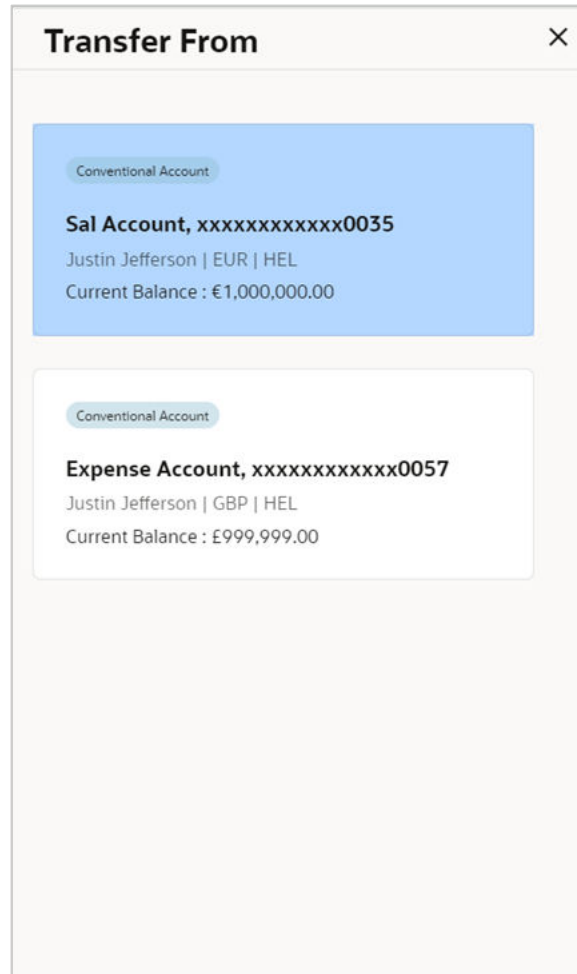 Transfer From
Conventional Account
Sal Account, xxxxxxxxxxxx0035
Justin Jefferson | EUR | HEL
Current Balance : €1,000,000.00
Conventional Account
Expense Account, xxxxxxxxxxxx0057
Justin Jefferson | GBP | HEL
Current Balance : £999,999.00